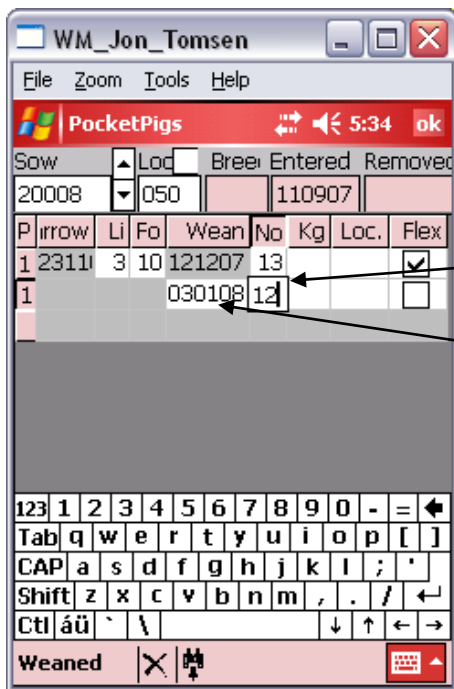 WM_Jon_Tomsen
File Zoom Tools Help
PocketPigs 5:34 ok
Sow Loc Bree Entered Removed
20008 050 110907
P irrow Li Fo Wean No Kg Loc. Flex
1 2311 3 10 121207 13
1 030108 12
123 1 2 3 4 5 6 7 8 9 0 - =
Tab q w e r t y u i o p [ ]
CAP a s d f g h j k l ; '
Shift z x c v b n m , . /
Ctl áü ` \
Weaned